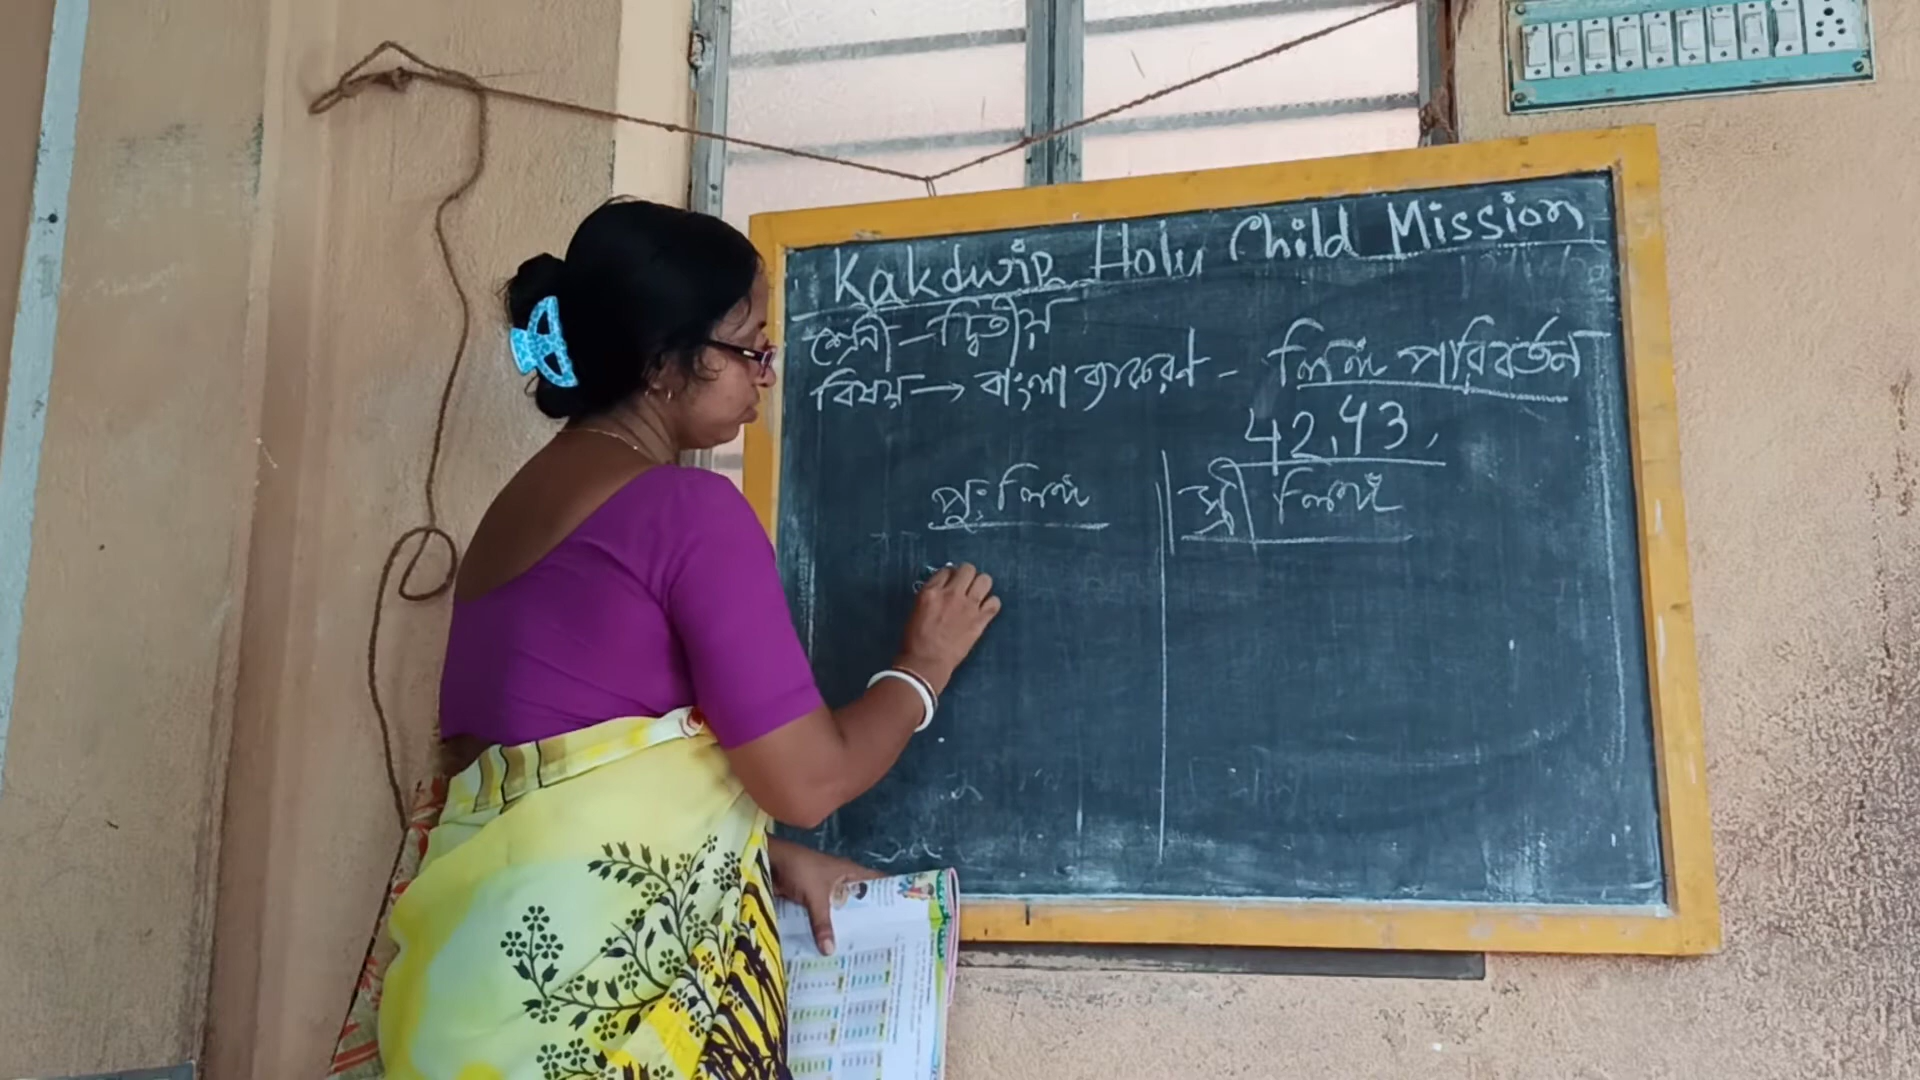 Kakdwip Holy Child Mission
শ্রেনী – দ্বিতীয়
বিষয় → বাংলা ব্যাকরণ – লিঙ্গ পরিবর্তন
42, 43,
পুং লিঙ্গ স্ত্রী লিঙ্গ